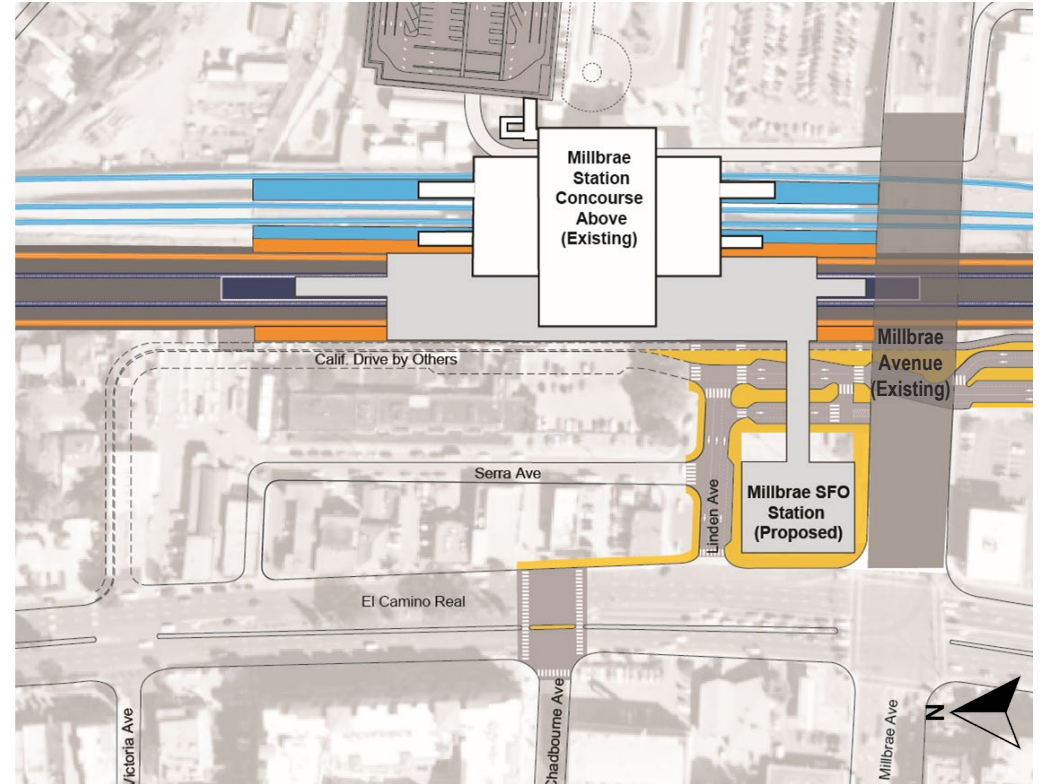 Millbrae
Station
Concourse
Above
(Existing)
Millbrae
Avenue
(Existing)
Calif. Drive by Others
Serra Ave
Linden Ave
Millbrae SFO
Station
(Proposed)
El Camino Real
Victoria Ave
Chadbourne Ave
Millbrae Ave
N